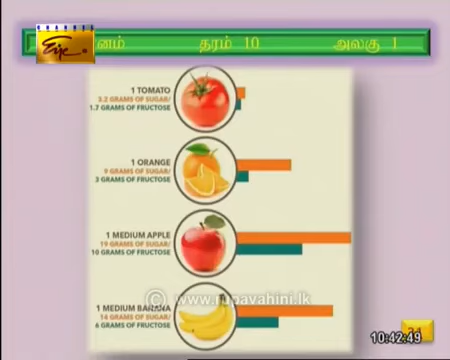 CHANNEL
Eye
னம் தரம் 10 அலகு 1
1 TOMATO
3.2 GRAMS OF SUGAR/
1.7 GRAMS OF FRUCTOSE
1 ORANGE
9 GRAMS OF SUGAR/
3 GRAMS OF FRUCTOSE
1 MEDIUM APPLE
19 GRAMS OF SUGAR/
10 GRAMS OF FRUCTOSE
© www.rupavahini.lk
1 MEDIUM BANANA
14 GRAMS OF SUGAR/
6 GRAMS OF FRUCTOSE
10:42:49